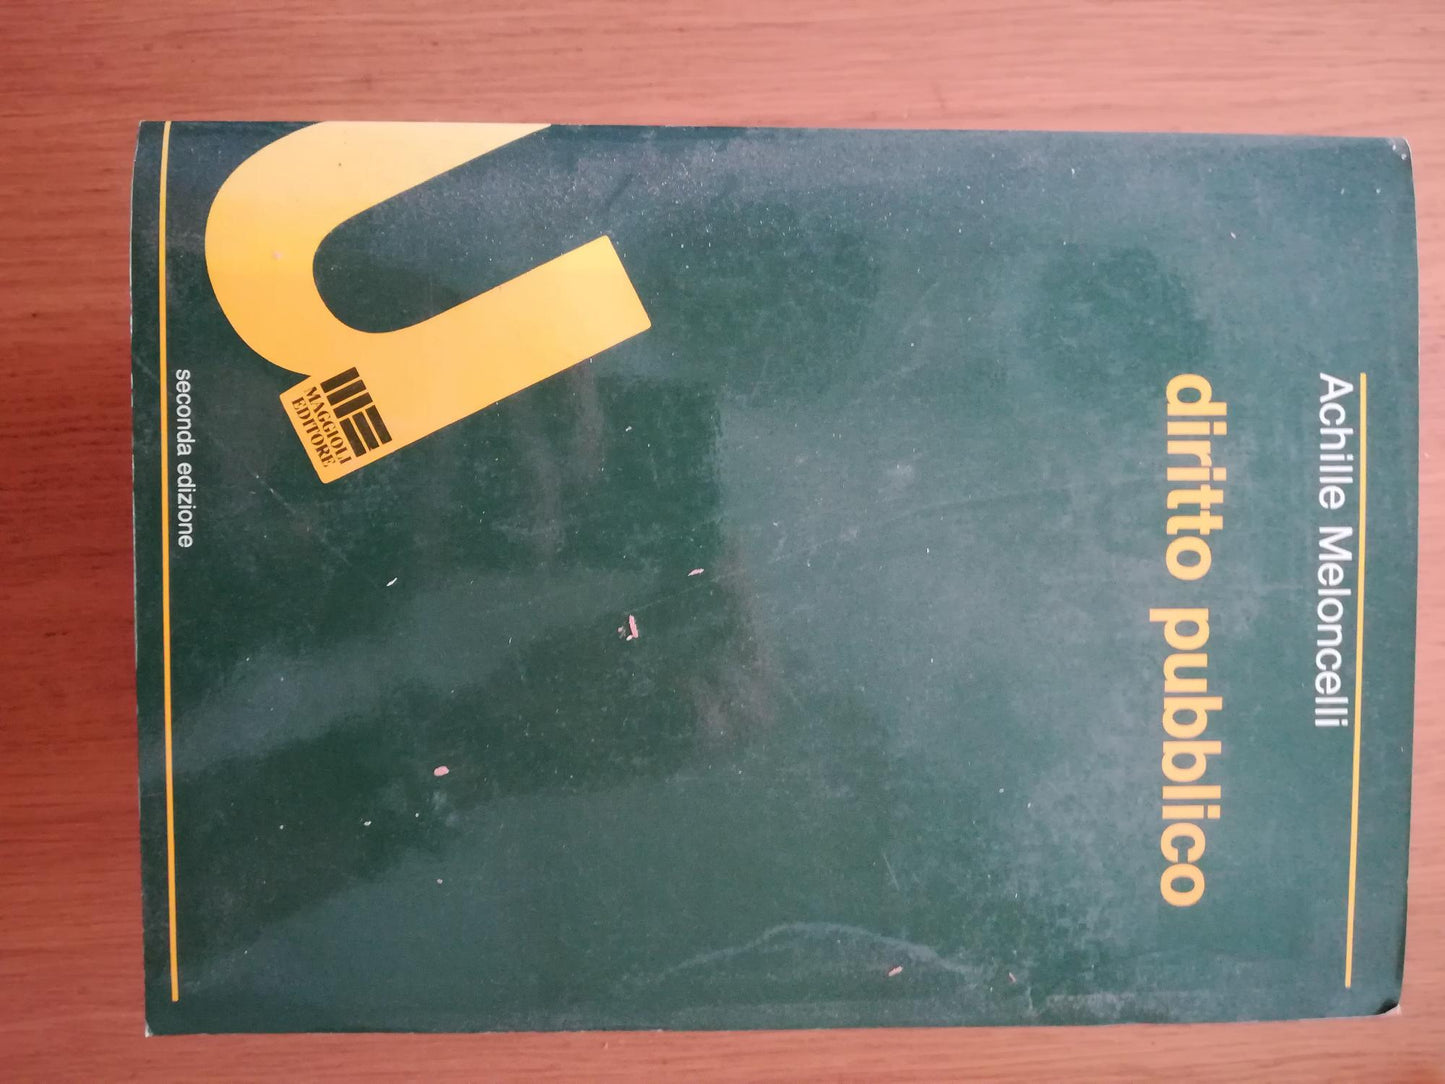 Achille Meloncelli
diritto pubblico
MAGGIOLI
EDITORE
seconda edizione